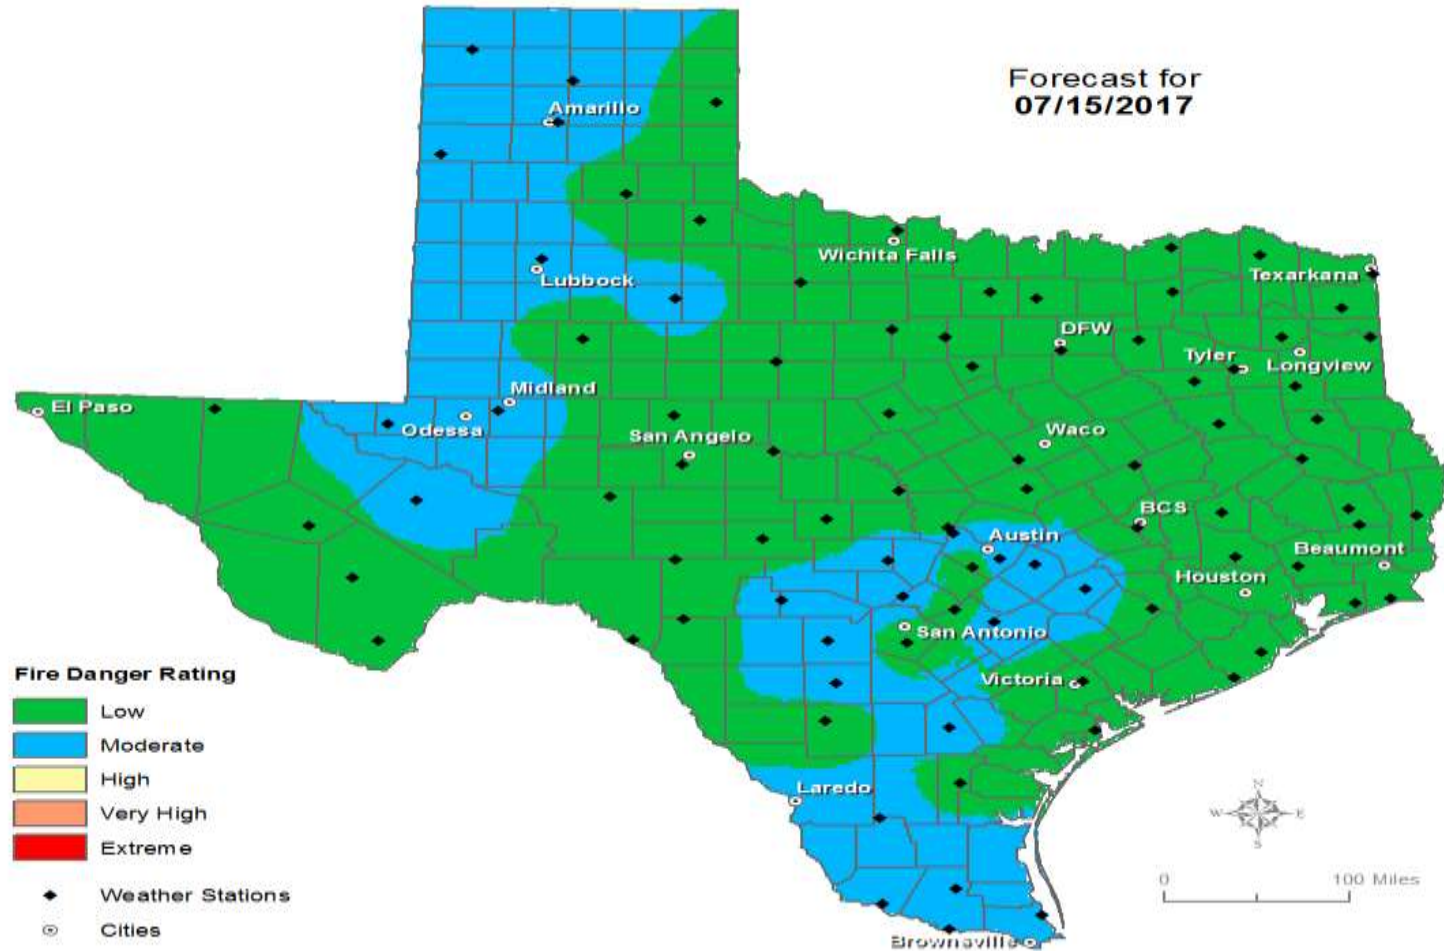 Forecast for
07/15/2017
Amarillo
Wichita Falls
Lubbock
Texarkana
DFW
Tyler
Longview
Midland
El Paso
Odessa
San Angelo
Waco
BCS
Austin
Beaumont
Houston
San Antonio
Victoria
Laredo
Brownsville
Fire Danger Rating
Low
Moderate
High
Very High
Extreme
Weather Stations
Cities
N
W
E
S
0
100 Miles